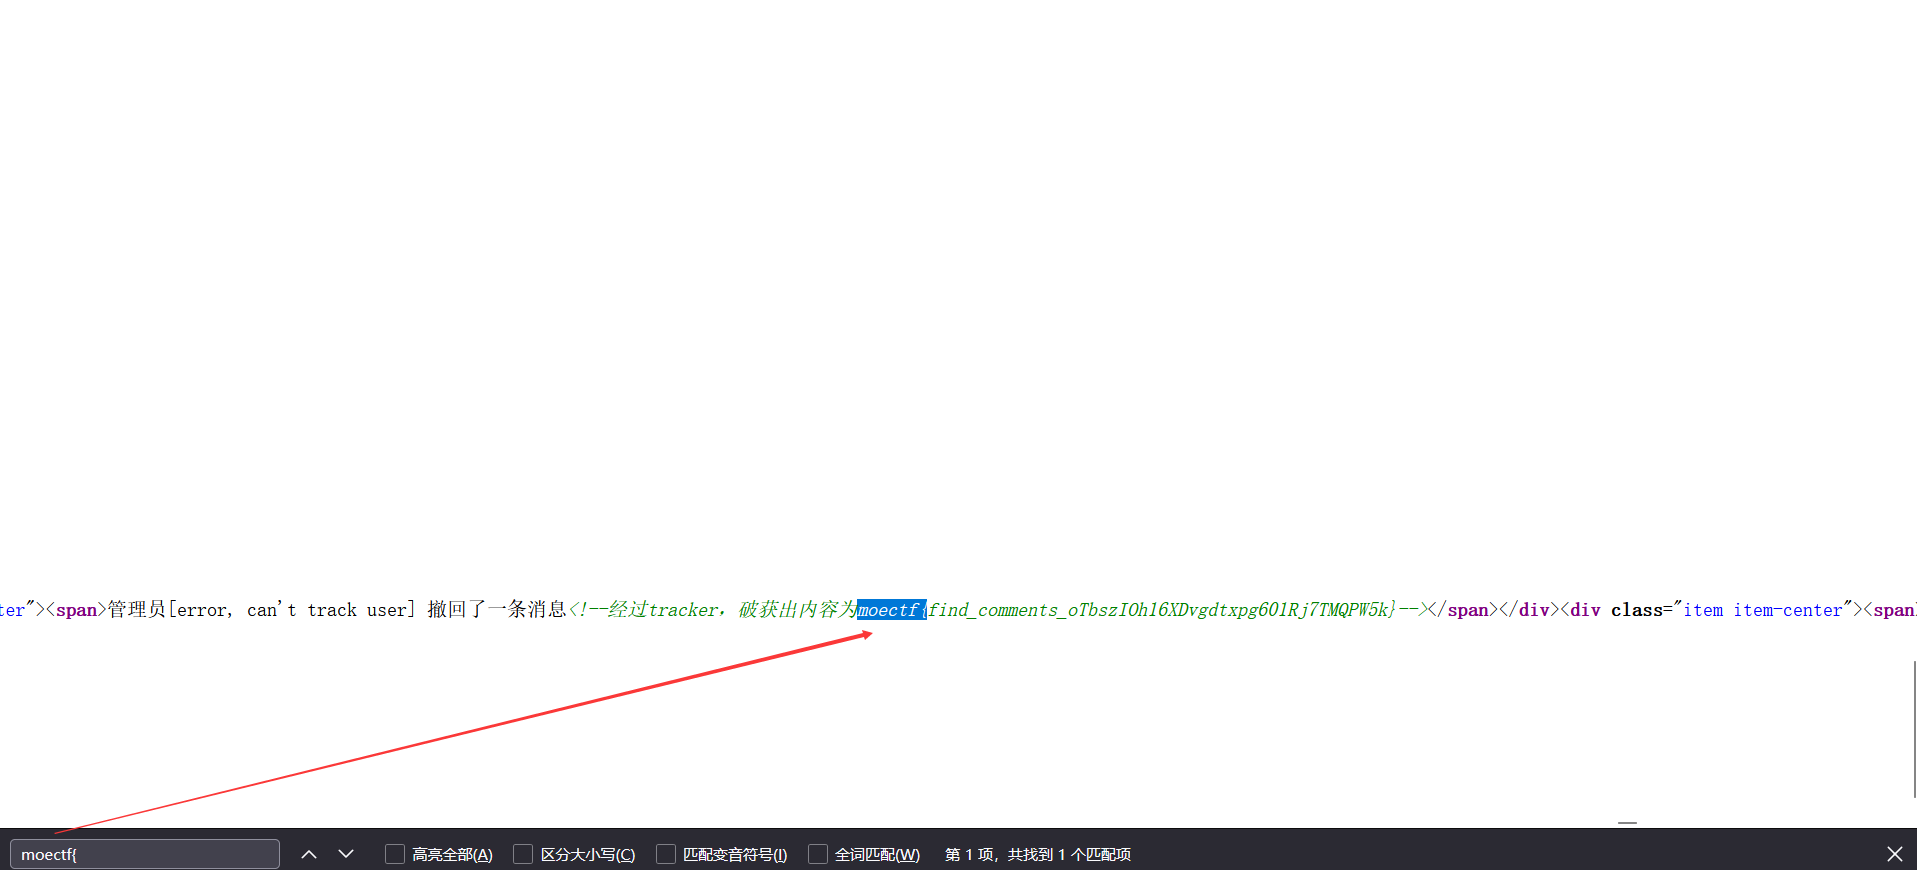 ter"><span>管理员[error, can't track user] 撤回了一条消息<!--经过tracker，破获出内容为moectf{find_comments_oTbszIOhl6XDvgdtxpg6O1Rj7TMQPW5k}--></span></div><div class="item item-center"><span
moectf{ 高亮全部(A) 区分大小写(C) 匹配变音符号(I) 全词匹配(W) 第 1 项，共找到 1 个匹配项